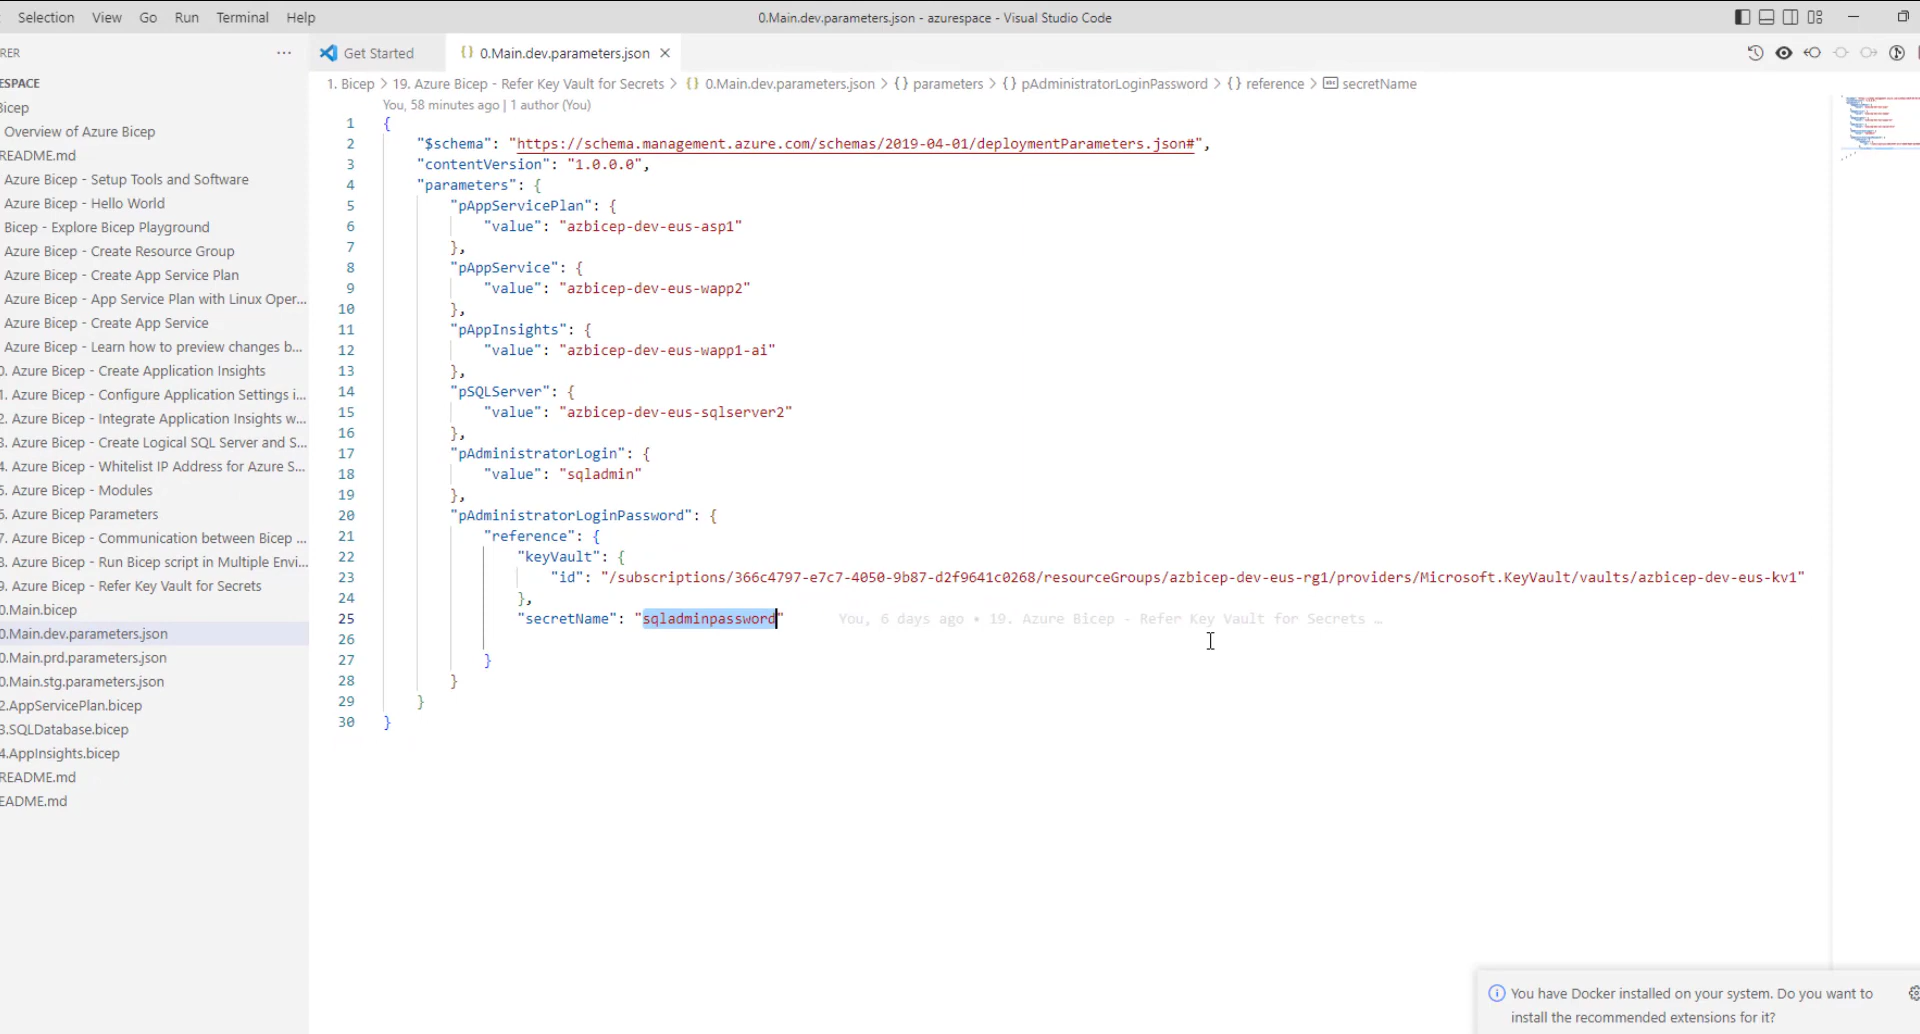 Selection View Go Run Terminal Help
0.Main.dev.parameters.json - azurespace - Visual Studio Code
RER ···
Get Started
0.Main.dev.parameters.json
ESPACE
1. Bicep > 19. Azure Bicep - Refer Key Vault for Secrets > {} 0.Main.dev.parameters.json > {} parameters > {} pAdministratorLoginPassword > {} reference > secretName
You, 58 minutes ago | 1 author (You)
Bicep
Overview of Azure Bicep
README.md
Azure Bicep - Setup Tools and Software
Azure Bicep - Hello World
Bicep - Explore Bicep Playground
Azure Bicep - Create Resource Group
Azure Bicep - Create App Service Plan
Azure Bicep - App Service Plan with Linux Oper...
Azure Bicep - Create App Service
Azure Bicep - Learn how to preview changes b...
0. Azure Bicep - Create Application Insights
1. Azure Bicep - Configure Application Settings i...
2. Azure Bicep - Integrate Application Insights w...
3. Azure Bicep - Create Logical SQL Server and S...
4. Azure Bicep - Whitelist IP Address for Azure S...
5. Azure Bicep - Modules
6. Azure Bicep Parameters
7. Azure Bicep - Communication between Bicep ...
8. Azure Bicep - Run Bicep script in Multiple Envi...
9. Azure Bicep - Refer Key Vault for Secrets
0.Main.bicep
0.Main.dev.parameters.json
0.Main.prd.parameters.json
0.Main.stg.parameters.json
2.AppServicePlan.bicep
3.SQLDatabase.bicep
4.AppInsights.bicep
README.md
EADME.md
1 {
2 "$schema": "https://schema.management.azure.com/schemas/2019-04-01/deploymentParameters.json#",
3 "contentVersion": "1.0.0.0",
4 "parameters": {
5 "pAppServicePlan": {
6 "value": "azbicep-dev-eus-asp1"
7 },
8 "pAppService": {
9 "value": "azbicep-dev-eus-wapp2"
10 },
11 "pAppInsights": {
12 "value": "azbicep-dev-eus-wapp1-ai"
13 },
14 "pSQLServer": {
15 "value": "azbicep-dev-eus-sqlserver2"
16 },
17 "pAdministratorLogin": {
18 "value": "sqladmin"
19 },
20 "pAdministratorLoginPassword": {
21 "reference": {
22 "keyVault": {
23 "id": "/subscriptions/366c4797-e7c7-4050-9b87-d2f9641c0268/resourceGroups/azbicep-dev-eus-rg1/providers/Microsoft.KeyVault/vaults/azbicep-dev-eus-kv1"
24 },
25 "secretName": "sqladminpassword" You, 6 days ago • 19. Azure Bicep - Refer Key Vault for Secrets …
26
27 }
28 }
29 }
30 }
You have Docker installed on your system. Do you want to
install the recommended extensions for it?